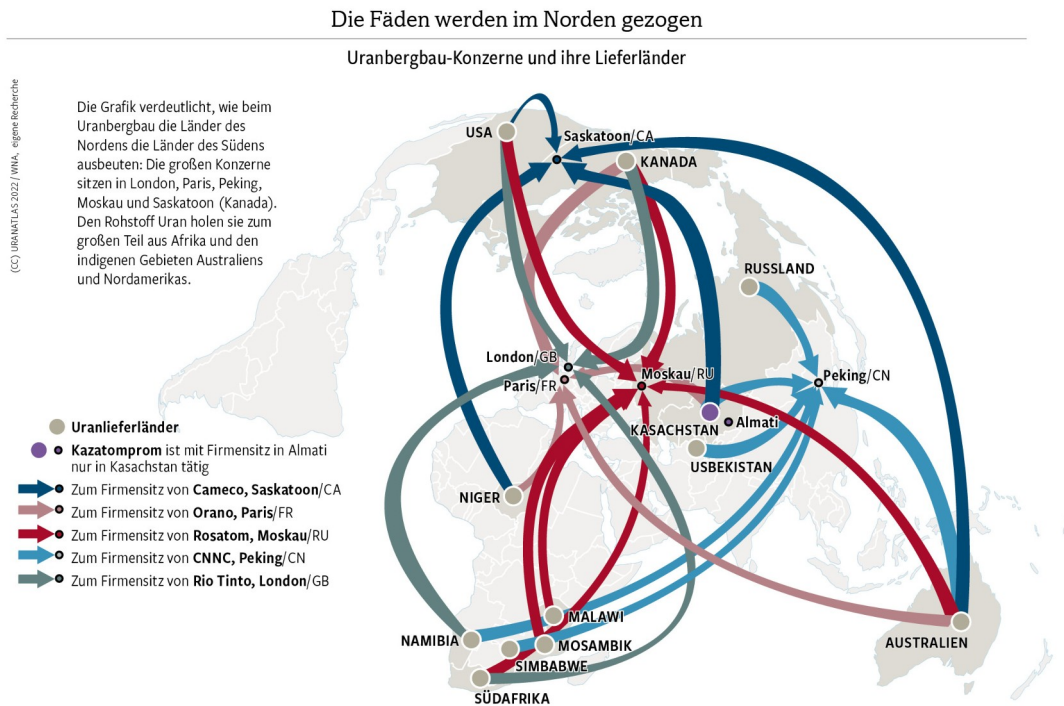 Die Fäden werden im Norden gezogen
Uranbergbau-Konzerne und ihre Lieferländer
(CC) URANATLAS 2022 / WNA, eigene Recherche
Die Grafik verdeutlicht, wie beim
Uranbergbau die Länder des
Nordens die Länder des Südens
ausbeuten: Die großen Konzerne
sitzen in London, Paris, Peking,
Moskau und Saskatoon (Kanada).
Den Rohstoff Uran holen sie zum
großen Teil aus Afrika und den
indigenen Gebieten Australiens
und Nordamerikas.
USA
Saskatoon/CA
KANADA
RUSSLAND
London/GB
Paris/FR
Moskau/RU
Peking/CN
KASACHSTAN
Almati
USBEKISTAN
NIGER
MALAWI
NAMIBIA
MOSAMBIK
SIMBABWE
SÜDAFRIKA
AUSTRALIEN
Uranlieferländer
Kazatomprom ist mit Firmensitz in Almati
nur in Kasachstan tätig
Zum Firmensitz von Cameco, Saskatoon/CA
Zum Firmensitz von Orano, Paris/FR
Zum Firmensitz von Rosatom, Moskau/RU
Zum Firmensitz von CNNC, Peking/CN
Zum Firmensitz von Rio Tinto, London/GB